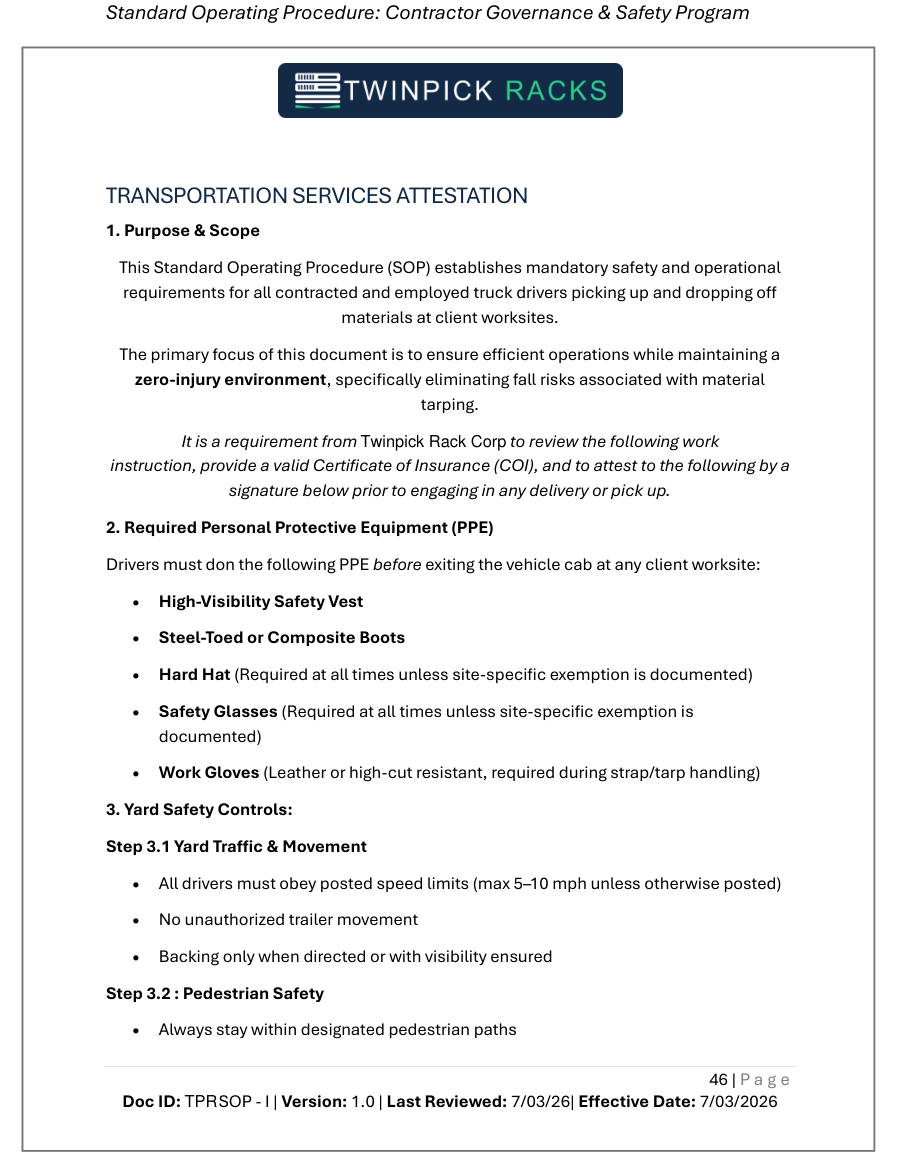 Standard Operating Procedure: Contractor Governance & Safety Program
TWINPICK RACKS
TRANSPORTATION SERVICES ATTESTATION
1. Purpose & Scope
This Standard Operating Procedure (SOP) establishes mandatory safety and operational
requirements for all contracted and employed truck drivers picking up and dropping off
materials at client worksites.
The primary focus of this document is to ensure efficient operations while maintaining a
zero-injury environment, specifically eliminating fall risks associated with material
tarping.
It is a requirement from Twinpick Rack Corp to review the following work
instruction, provide a valid Certificate of Insurance (COI), and to attest to the following by a
signature below prior to engaging in any delivery or pick up.
2. Required Personal Protective Equipment (PPE)
Drivers must don the following PPE before exiting the vehicle cab at any client worksite:
• High-Visibility Safety Vest
• Steel-Toed or Composite Boots
• Hard Hat (Required at all times unless site-specific exemption is documented)
• Safety Glasses (Required at all times unless site-specific exemption is
documented)
• Work Gloves (Leather or high-cut resistant, required during strap/tarp handling)
3. Yard Safety Controls:
Step 3.1 Yard Traffic & Movement
• All drivers must obey posted speed limits (max 5–10 mph unless otherwise posted)
• No unauthorized trailer movement
• Backing only when directed or with visibility ensured
Step 3.2 : Pedestrian Safety
• Always stay within designated pedestrian paths
46 | Page
Doc ID: TPRSOP - I | Version: 1.0 | Last Reviewed: 7/03/26| Effective Date: 7/03/2026